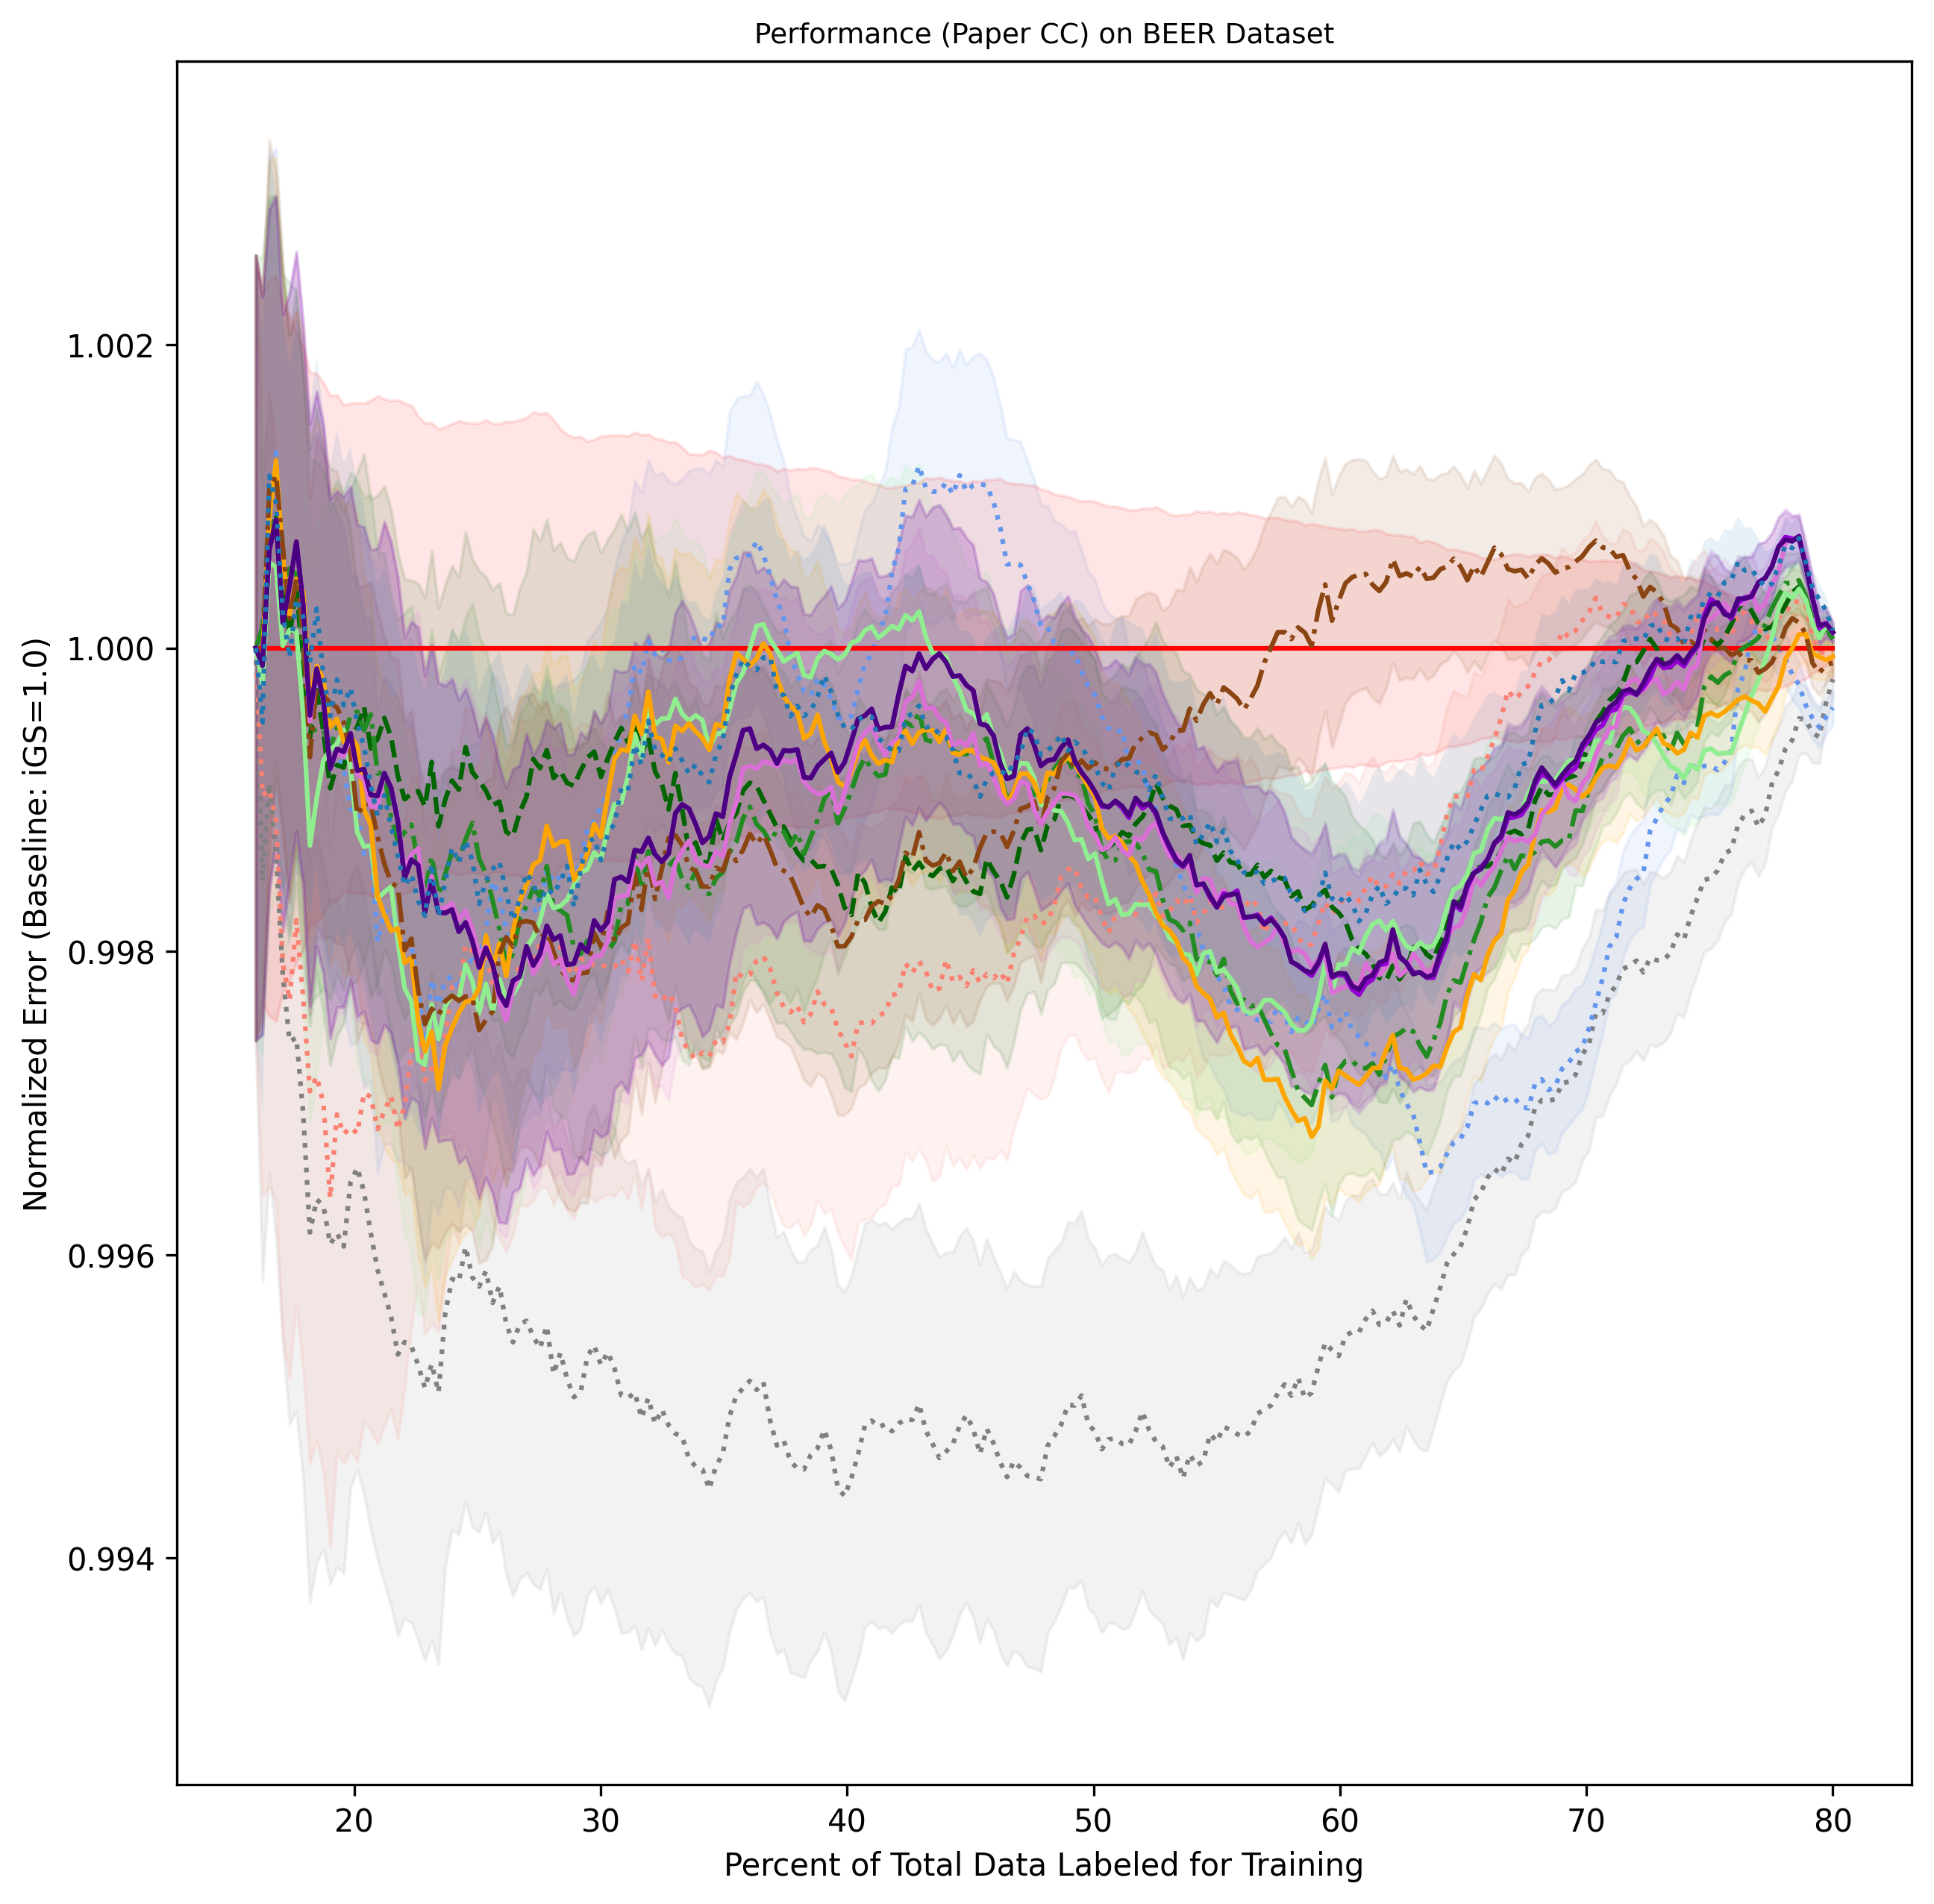 Performance (Paper CC) on BEER Dataset
Normalized Error (Baseline: iGS=1.0)
1.002
1.000
0.998
0.996
0.994
20 30 40 50 60 70 80
Percent of Total Data Labeled for Training